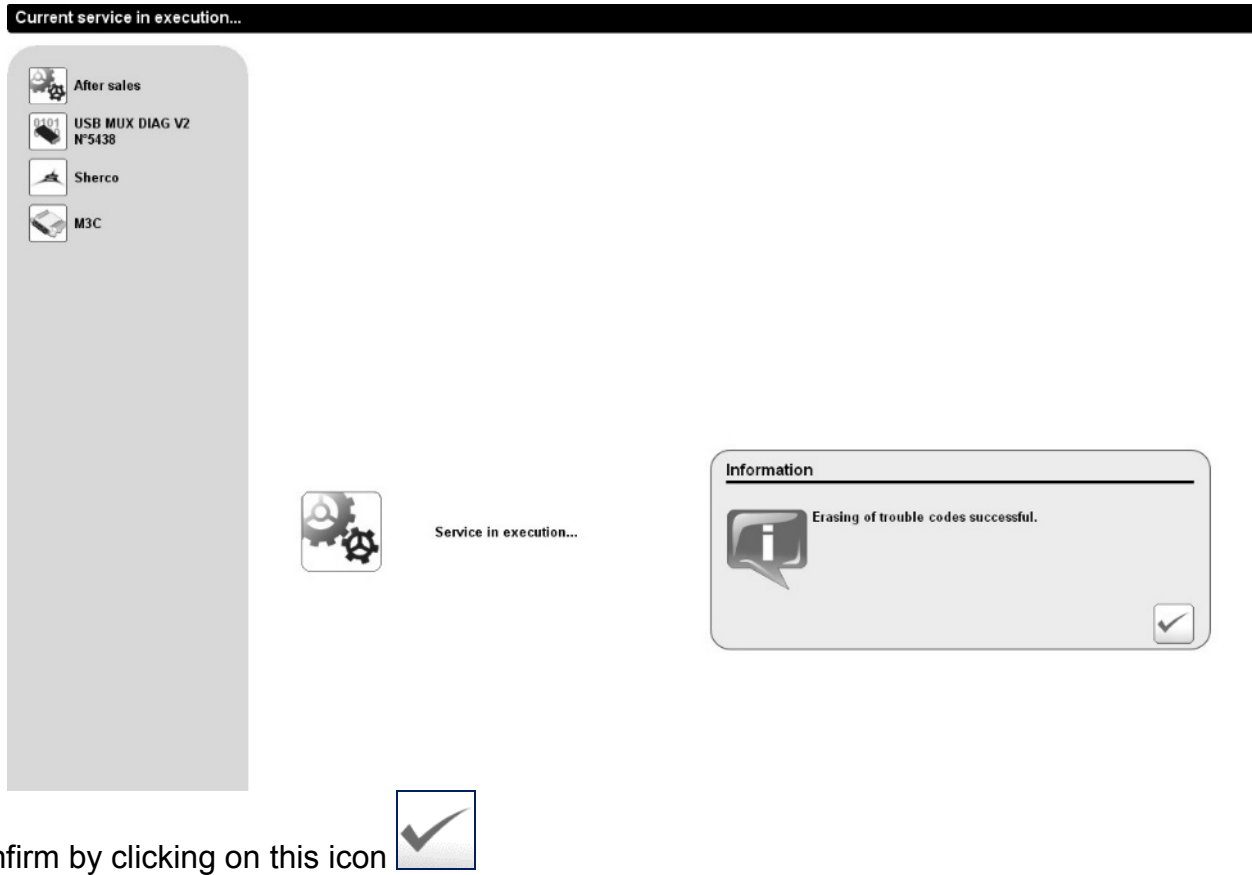 Current service in execution...
After sales
0101
USB MUX DIAG V2
N°5438
Sherco
M3C
Information
Erasing of trouble codes successful.
Service in execution...
nfirm by clicking on this icon